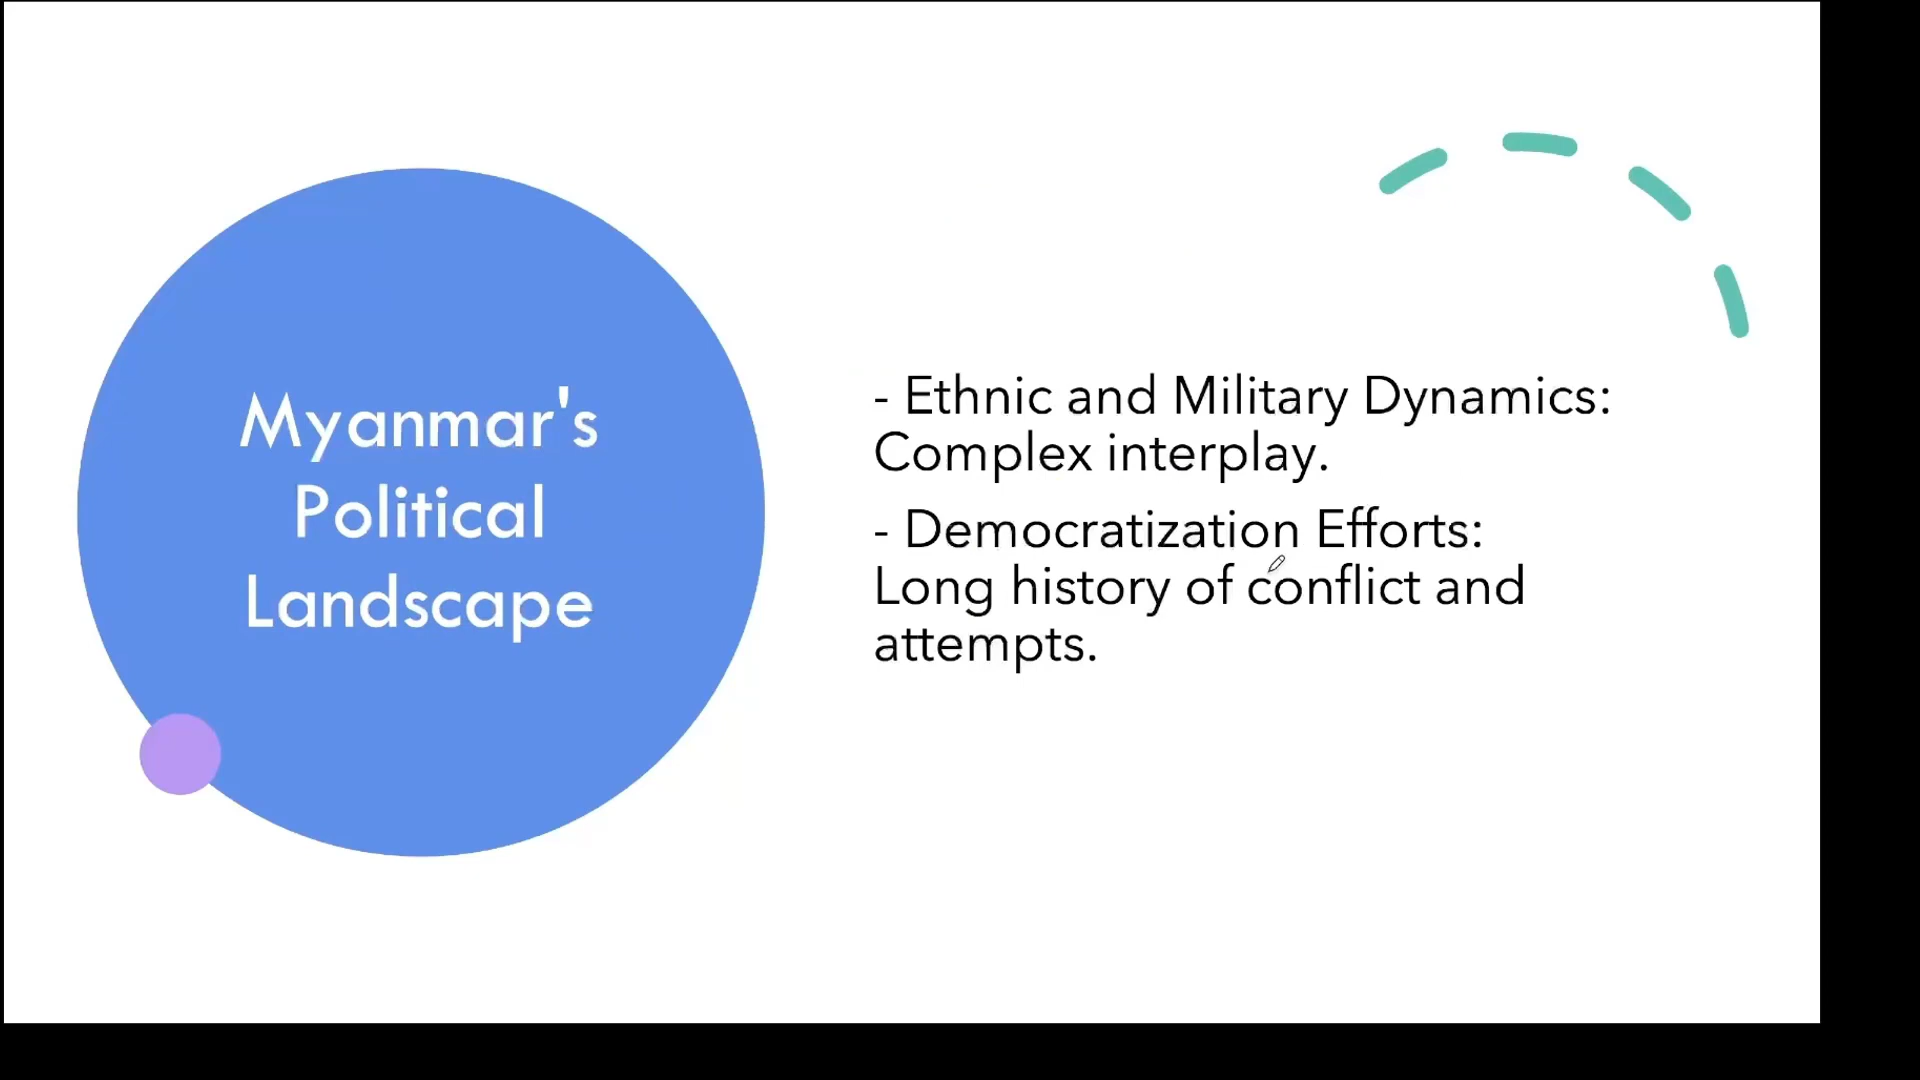 Myanmar's
Political
Landscape
- Ethnic and Military Dynamics:
Complex interplay.
- Democratization Efforts:
Long history of conflict and
attempts.